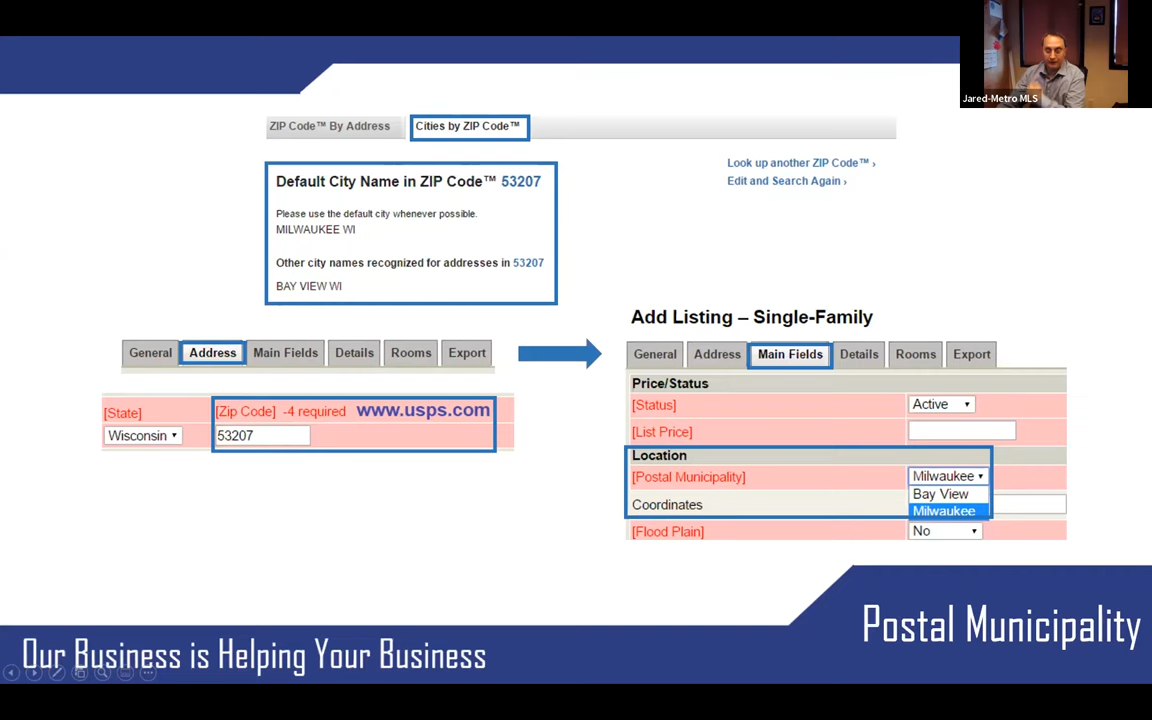 Jared-Metro MLS
ZIP Code™ By Address
Cities by ZIP Code™
Default City Name in ZIP Code™ 53207
Please use the default city whenever possible.
MILWAUKEE WI
Other city names recognized for addresses in 53207
BAY VIEW WI
Look up another ZIP Code™ ›
Edit and Search Again ›
General Address Main Fields Details Rooms Export
[State] [Zip Code] -4 required www.usps.com
Wisconsin 53207
Add Listing – Single-Family
General Address Main Fields Details Rooms Export
Price/Status
[Status] Active
[List Price]
Location
[Postal Municipality] Milwaukee
Bay View
Coordinates
Milwaukee
[Flood Plain] No
Postal Municipality
Our Business is Helping Your Business